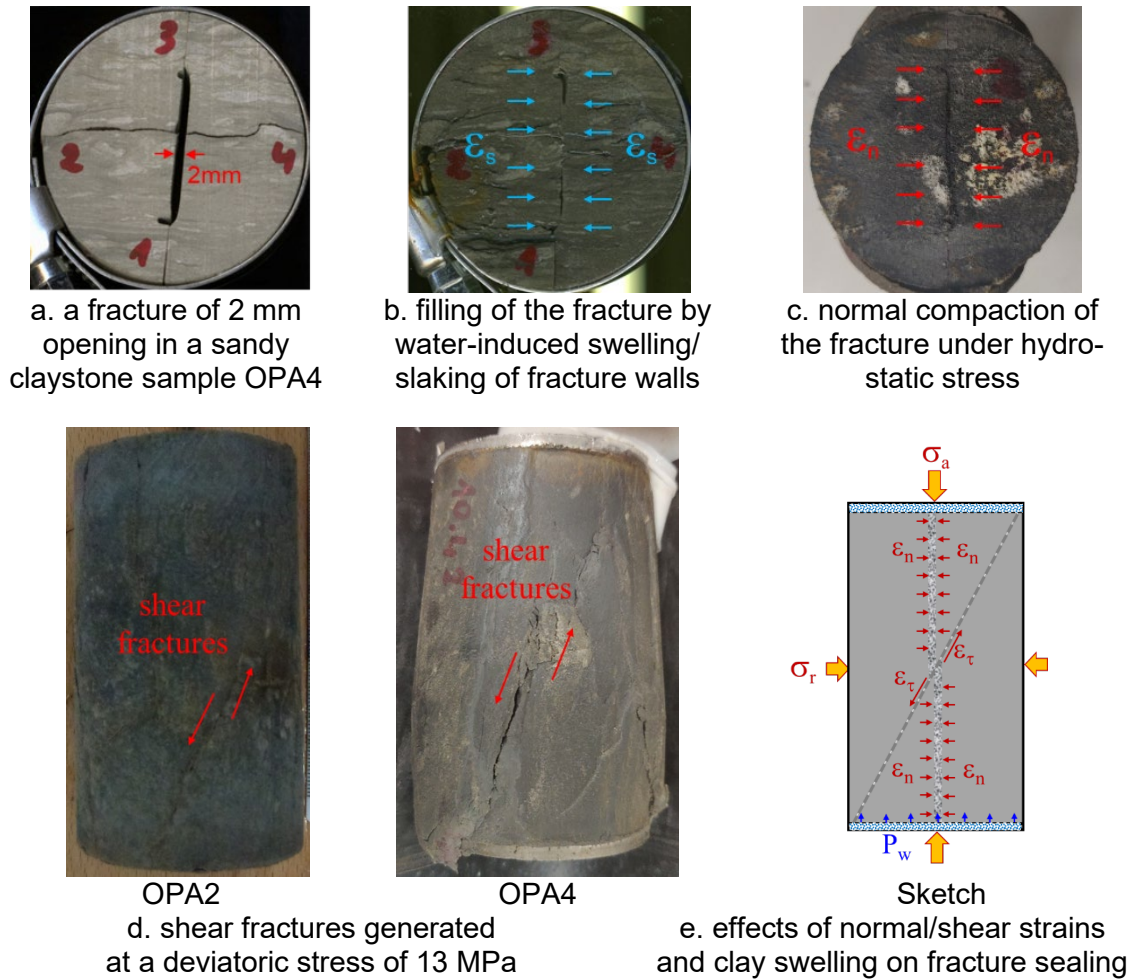 3
2
4
2mm
1
3
εs
εs
1
εn
εn
a. a fracture of 2 mm
opening in a sandy
claystone sample OPA4
b. filling of the fracture by
water-induced swelling/
slaking of fracture walls
c. normal compaction of
the fracture under hydro-
static stress
shear
fractures
shear
fractures
σa
εn
εn
σr
ετ
ετ
εn
εn
Pw
OPA2
OPA4
Sketch
d. shear fractures generated
at a deviatoric stress of 13 MPa
e. effects of normal/shear strains
and clay swelling on fracture sealing